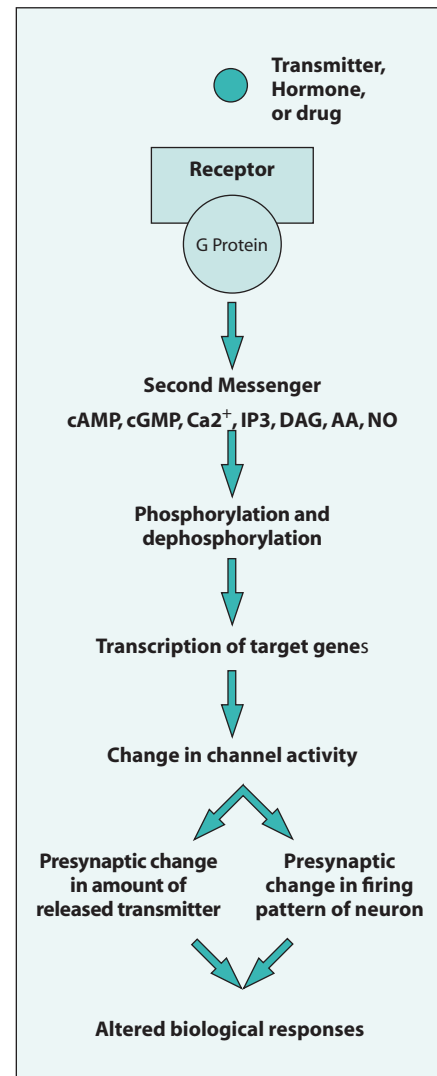 Transmitter,
Hormone,
or drug
Receptor
G Protein
Second Messenger
cAMP, cGMP, Ca2⁺, IP3, DAG, AA, NO
Phosphorylation and
dephosphorylation
Transcription of target genes
Change in channel activity
Presynaptic change
in amount of
released transmitter
Presynaptic
change in firing
pattern of neuron
Altered biological responses